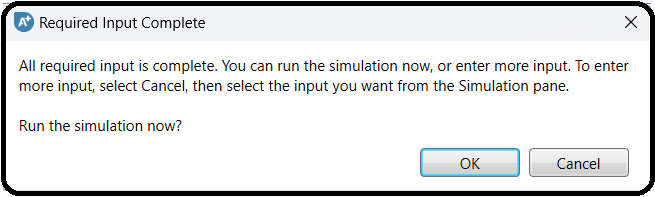 A+ Required Input Complete
All required input is complete. You can run the simulation now, or enter more input. To enter
more input, select Cancel, then select the input you want from the Simulation pane.
Run the simulation now?
OK Cancel